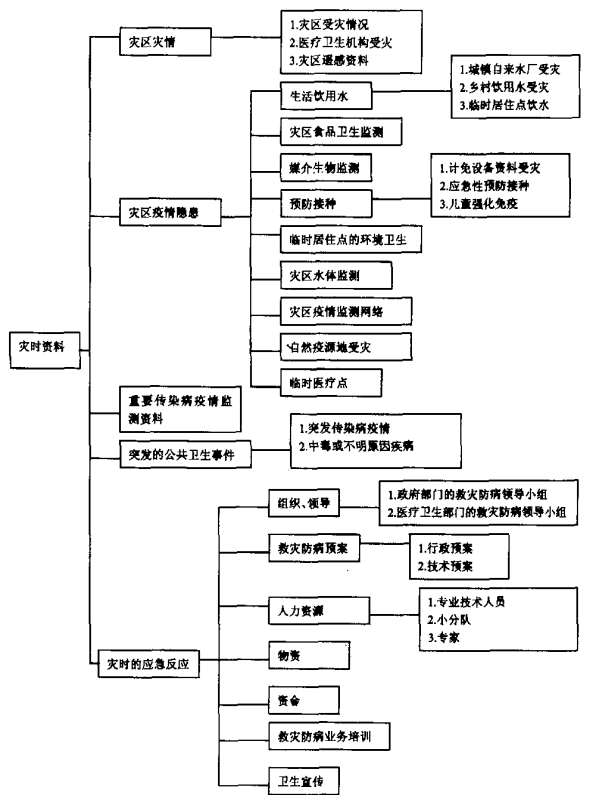 灾时资料
灾区灾情
1.灾区受灾情况
2.医疗卫生机构受灾
3.灾区遥感资料
灾区疫情隐患
生活饮用水
1.城镇自来水厂受灾
2.乡村饮用水受灾
3.临时居住点饮水
灾区食品卫生监测
媒介生物监测
预防接种
1.计免设备资料受灾
2.应急性预防接种
3.儿童强化免疫
临时居住点的环境卫生
灾区水体监测
灾区疫情监测网络
自然疫源地受灾
临时医疗点
重要传染病疫情监
测资料
突发的公共卫生事件
1.突发传染病疫情
2.中毒或不明原因疾病
灾时的应急反应
组织、领导
1.政府部门的救灾防病领导小组
2.医疗卫生部门的救灾防病领导小组
救灾防病预案
1.行政预案
2.技术预案
人力资源
1.专业技术人员
2.小分队
3.专家
物资
资金
救灾防病业务培训
卫生宣传